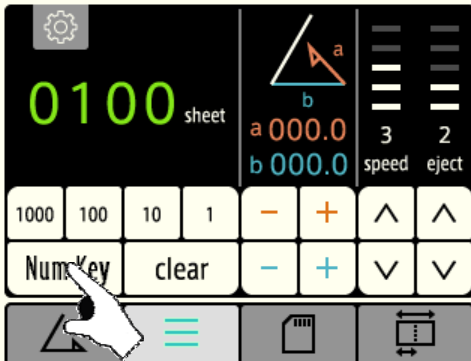 a
b
0100 sheet
a 000.0
b 000.0
3 2
speed eject
1000 100 10 1 - +
NumKey clear - +